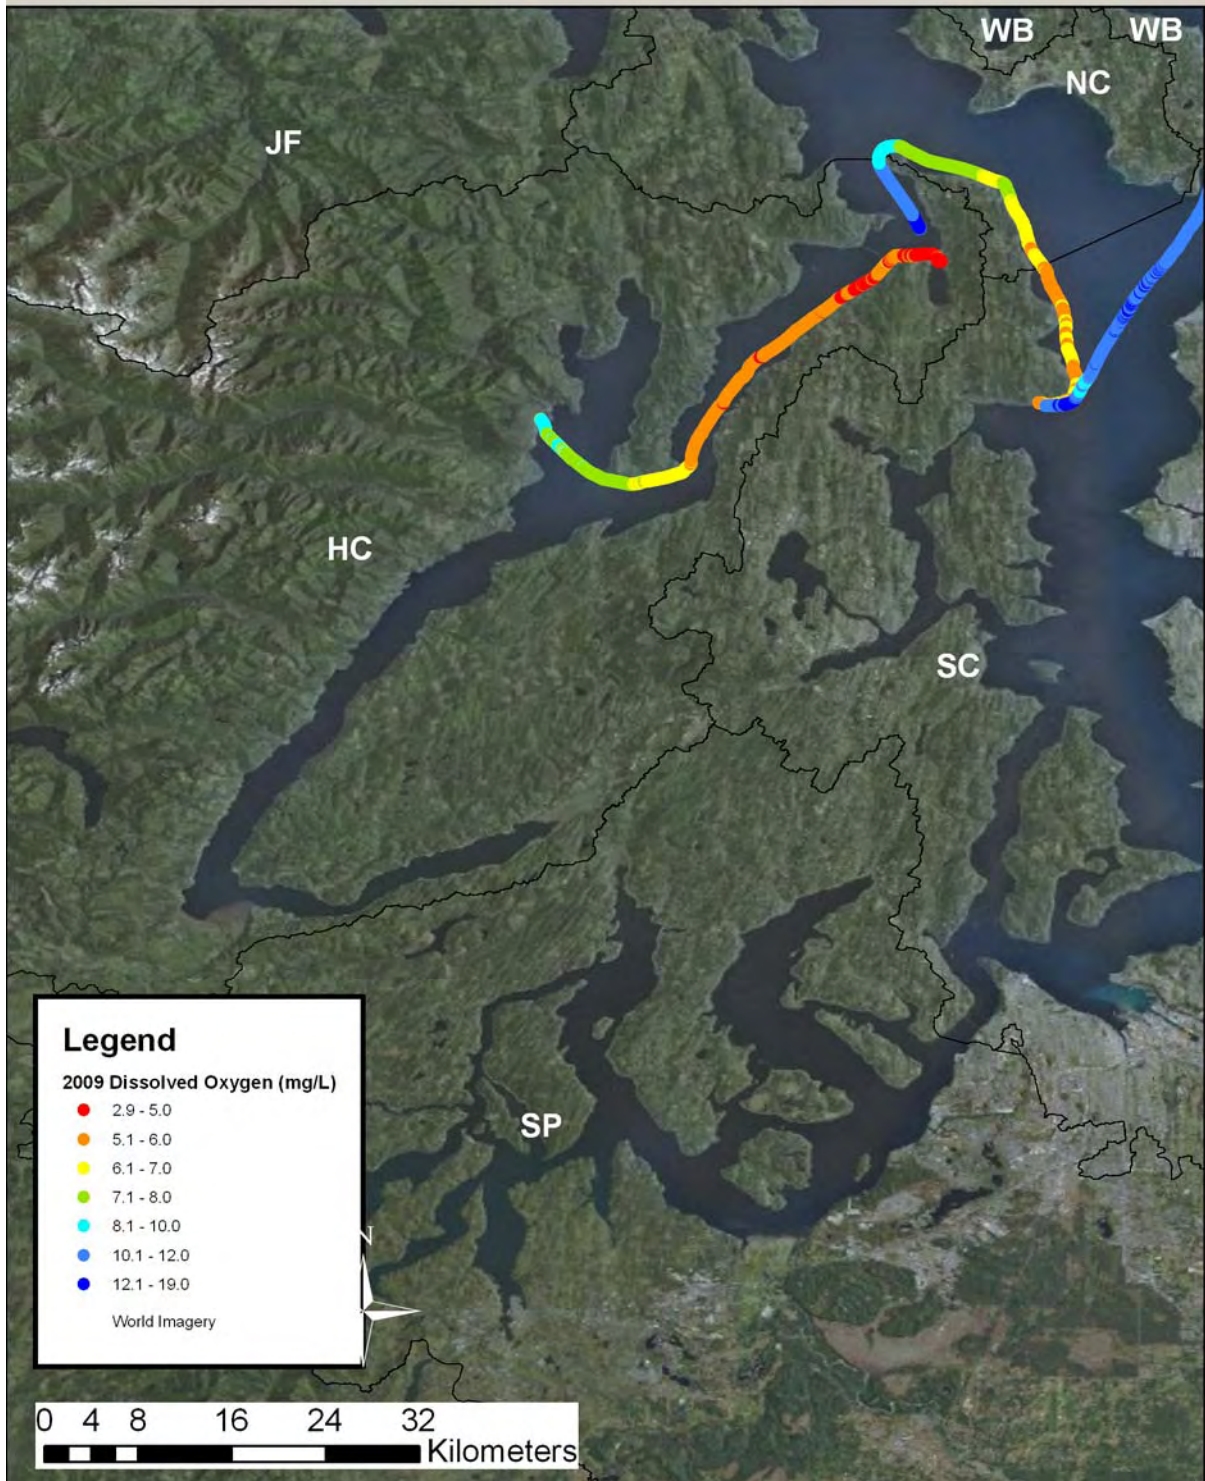 WB WB
NC
JF
HC
SC
SP
Legend
2009 Dissolved Oxygen (mg/L)
2.9 - 5.0
5.1 - 6.0
6.1 - 7.0
7.1 - 8.0
8.1 - 10.0
10.1 - 12.0
12.1 - 19.0
World Imagery
N
0 4 8 16 24 32
Kilometers